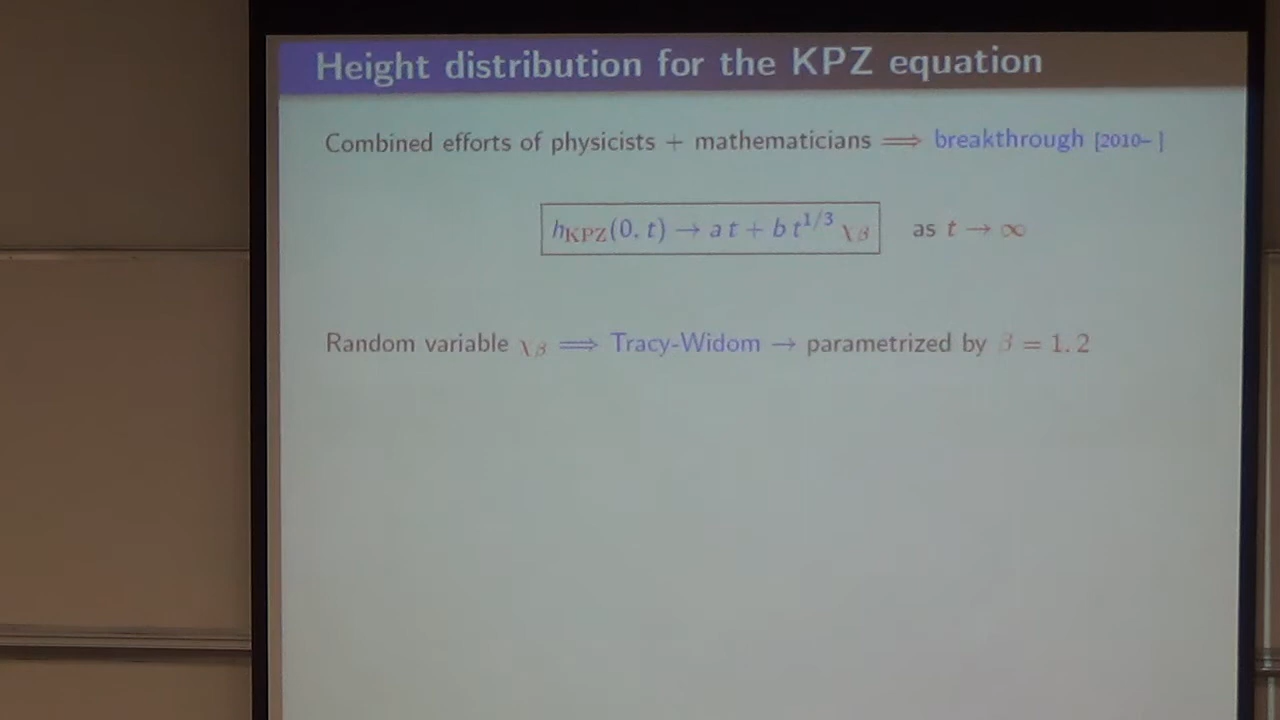 Height distribution for the KPZ equation
Combined efforts of physicists + mathematicians ⟹ breakthrough [2010– ]
h_KPZ(0, t) → a t + b t^{1/3} χ_β as t → ∞
Random variable χ_β ⟹ Tracy-Widom → parametrized by β = 1, 2